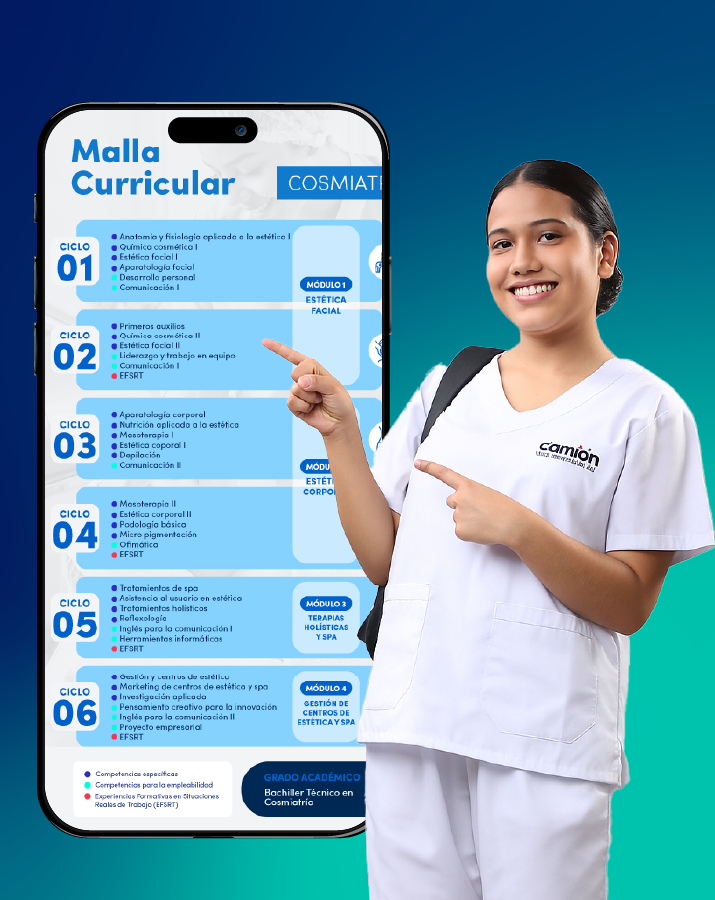 Malla
Curricular
COSMIAT
CICLO
01
Anatomía y fisiología aplicada a la estética I
Química cosmética I
Estética facial I
Aparatología facial
Desarrollo personal
Comunicación I
MÓDULO 1
ESTÉTICA
FACIAL
CICLO
02
Primeros auxilios
Química cosmética II
Estética facial II
Liderazgo y trabajo en equipo
Comunicación I
EFSRT
CICLO
03
Aparatología corporal
Nutrición aplicada a la estética
Mesoterapia I
Estética coporal I
Depilación
Comunicación II
MÓDU
ESTÉTI
CORPO
CICLO
04
Mesoterapia II
Estética corporal II
Podología básica
Micro pigmentación
Ofimática
EFSRT
CICLO
05
Tratamientos de spa
Asistencia al usuario en estética
Tratamientos holísticos
Reflexología
Inglés para la comunicación I
Herramientas informáticas
EFSRT
MÓDULO 3
TERAPIAS
HOLÍSTICAS
Y SPA
CICLO
06
Gestión y centros de estética
Marketing de centros de estética y spa
Investigación aplicada
Pensamiento creativo para la innovación
Inglés para la comunicación II
Proyecto empresarial
EFSRT
MÓDULO 4
GESTIÓN DE
CENTROS DE
ESTÉTICA Y SPA
Competencias específicas
Competencias para la empleabilidad
Experiencias Formativas en Situaciones
Reales de Trabajo (EFSRT)
GRADO ACADÉMICO
Bachiller Técnico en
Cosmiatría
camión